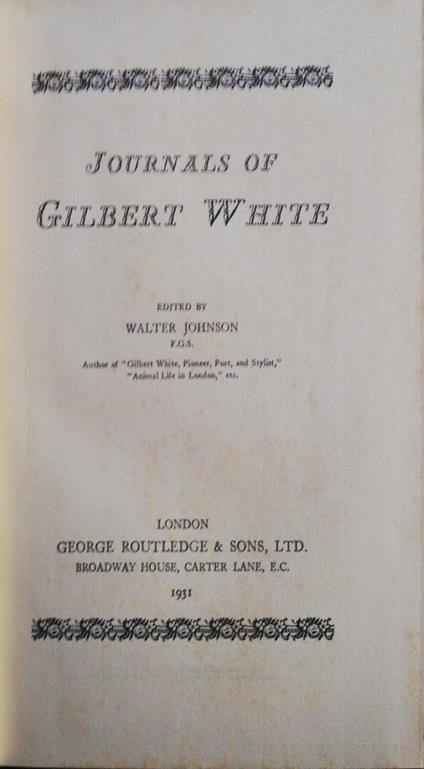 JOURNALS OF
GILBERT WHITE
EDITED BY
WALTER JOHNSON
F.G.S.
Author of "Gilbert White, Pioneer, Poet, and Stylist,"
"Animal Life in London," etc.
LONDON
GEORGE ROUTLEDGE & SONS, LTD.
BROADWAY HOUSE, CARTER LANE, E.C.
1931